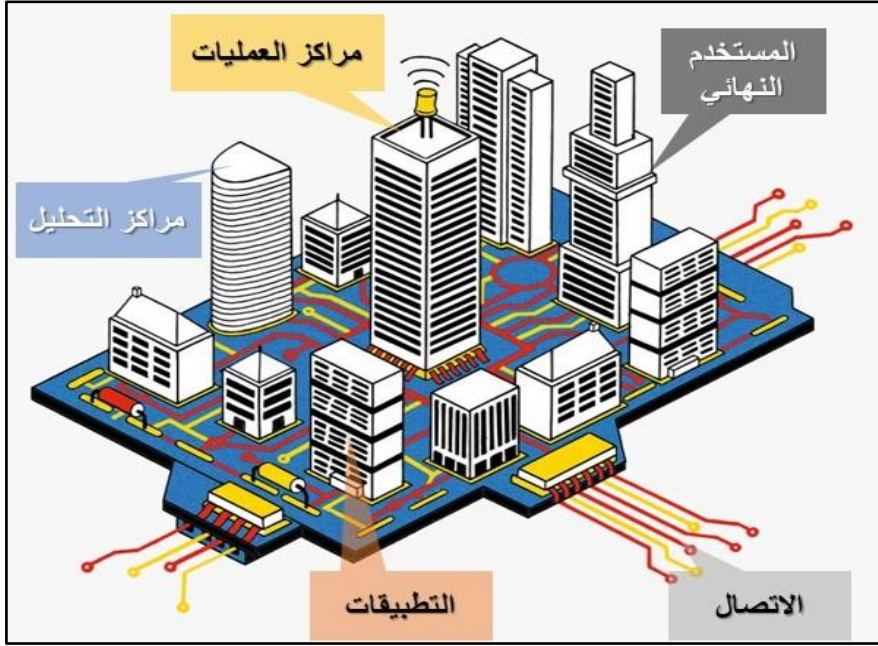 مراكز العمليات
المستخدم
النهائي
مراكز التحليل
التطبيقات
الاتصال